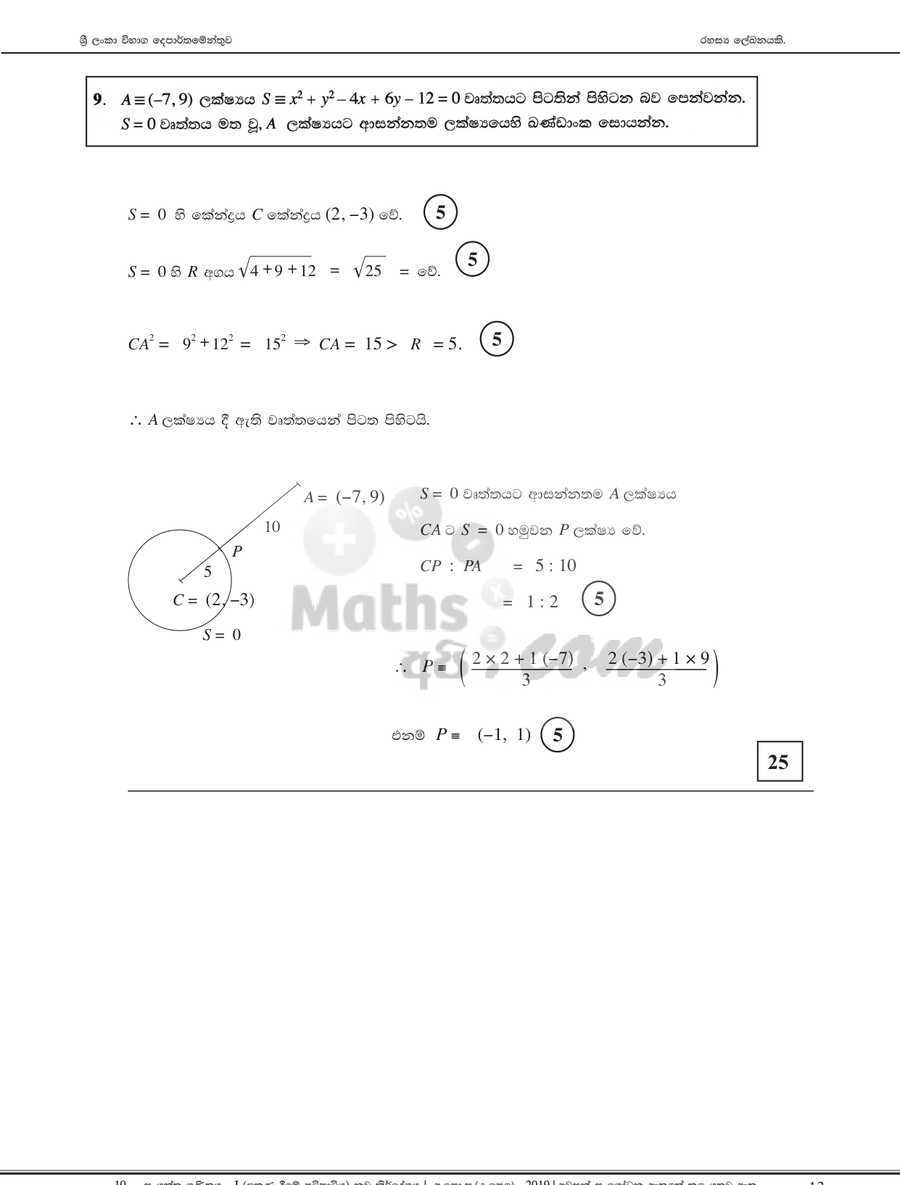 ශ්‍රී ලංකා විභාග දෙපාර්තමේන්තුව
රහස්‍ය ලේඛනයකි.
9. A ≡ (–7, 9) ලක්ෂ්‍යය S ≡ x² + y² – 4x + 6y – 12 = 0 වෘත්තයට පිටතින් පිහිටන බව පෙන්වන්න.
S = 0 වෘත්තය මත වූ, A ලක්ෂ්‍යයට ආසන්නතම ලක්ෂ්‍යයෙහි ඛණ්ඩාංක සොයන්න.
S = 0 හි කේන්ද්‍රය C කේන්ද්‍රය (2, –3) වේ. 5
S = 0 හි R අගය √(4 + 9 + 12) = √25 = වේ. 5
CA² = 9² + 12² = 15² ⇒ CA = 15 > R = 5. 5
∴ A ලක්ෂ්‍යය දී ඇති වෘත්තයෙන් පිටත පිහිටයි.
A = (–7, 9)
10
P
5
C = (2, –3)
S = 0
S = 0 වෘත්තයට ආසන්නතම A ලක්ෂ්‍යය
CA ට S = 0 හමුවන P ලක්ෂ්‍ය වේ.
CP : PA = 5 : 10
= 1 : 2 5
∴ P ≡ ( (2 × 2 + 1 (–7))/3 , (2 (–3) + 1 × 9)/3 )
එනම් P ≡ (–1, 1) 5
25
Maths
අපි.com